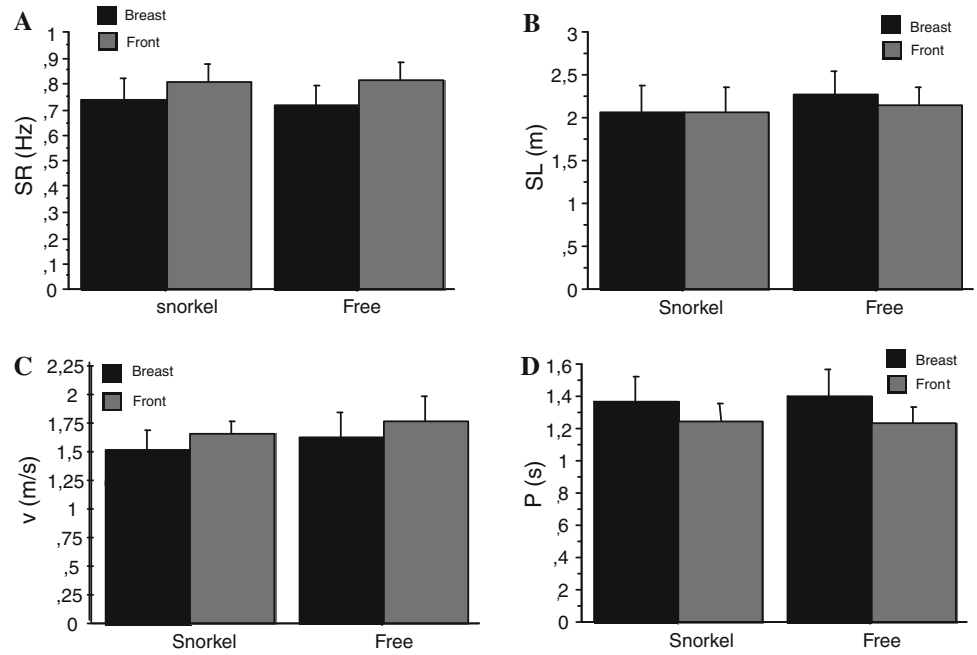 A
Breast
Front
SR (Hz)
1
,9
,8
,7
,6
,5
,4
,3
,2
,1
0
snorkel
Free
B
Breast
Front
SL (m)
3
2,5
2
1,5
1
,5
0
Snorkel
Free
C
Breast
Front
v (m/s)
2,25
2
1,75
1,5
1,25
1
,75
,5
,25
0
Snorkel
Free
D
Breast
Front
P (s)
1,6
1,4
1,2
1
,8
,6
,4
,2
0
Snorkel
Free